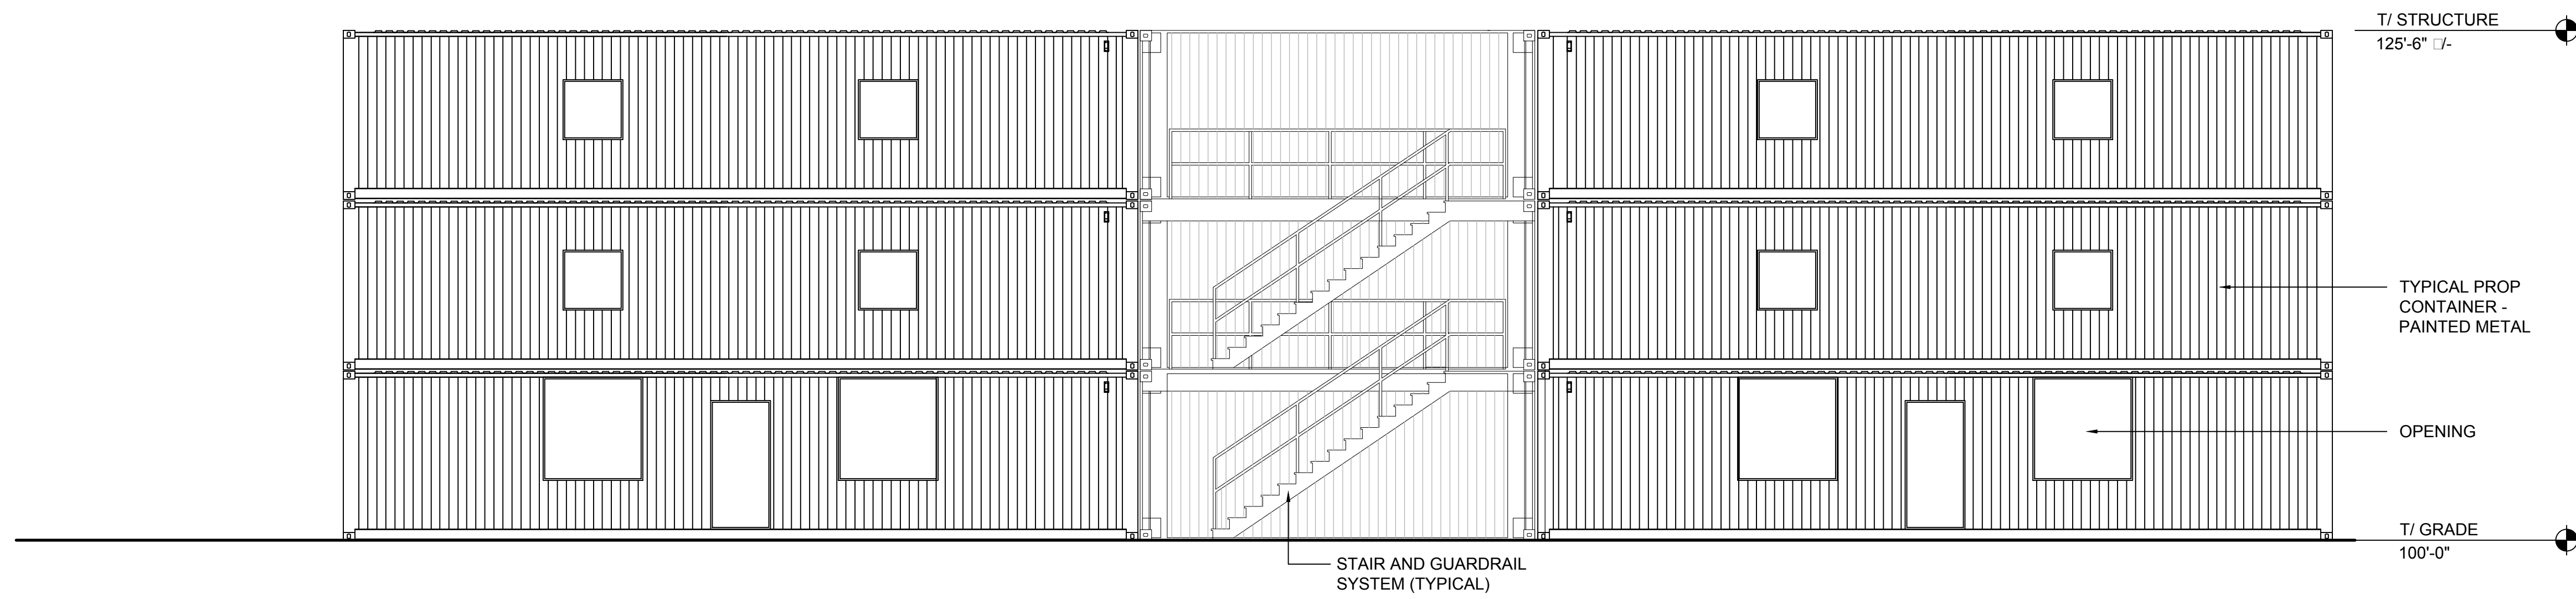 T/ STRUCTURE
125'-6" □/-
TYPICAL PROP
CONTAINER -
PAINTED METAL
OPENING
T/ GRADE
100'-0"
STAIR AND GUARDRAIL
SYSTEM (TYPICAL)